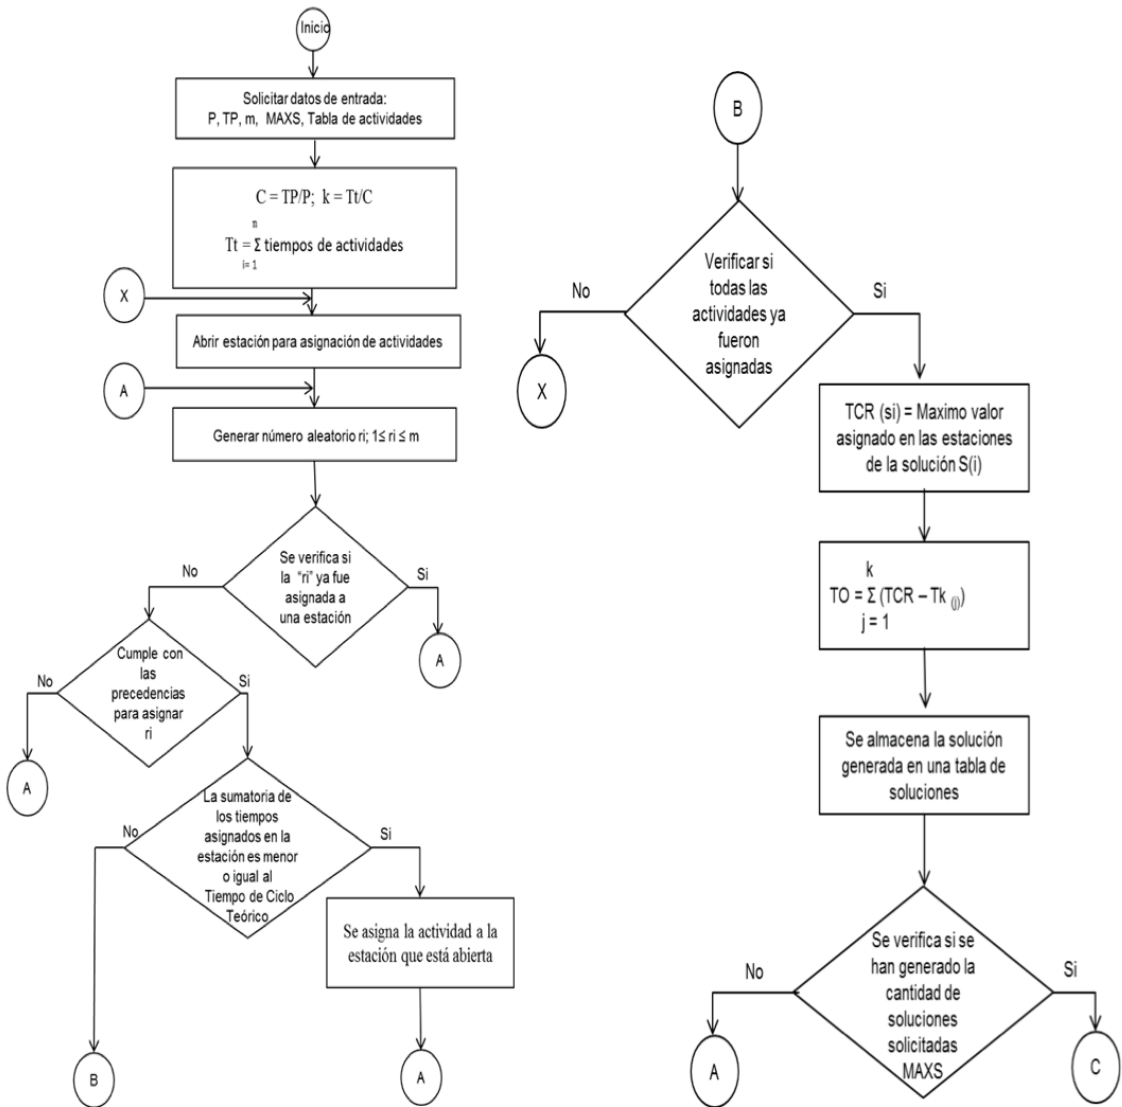 Inicio
Solicitar datos de entrada:
P, TP, m, MAXS, Tabla de actividades
C = TP/P; k = Tt/C
m
Tt = Σ tiempos de actividades
i= 1
X
Abrir estación para asignación de actividades
A
Generar número aleatorio ri; 1≤ ri ≤ m
Se verifica si
la "ri" ya fue
asignada a
una estación
No
Si
A
Cumple con
las
precedencias
para asignar
ri
No
Si
A
La sumatoria de
los tiempos
asignados en la
estación es menor
o igual al
Tiempo de Ciclo
Teórico
No
Si
Se asigna la actividad a la
estación que está abierta
B
A
B
Verificar si
todas las
actividades ya
fueron
asignadas
No
Si
X
TCR (si) = Maximo valor
asignado en las estaciones
de la solución S(i)
k
TO = Σ (TCR – Tk (j))
j = 1
Se almacena la solución
generada en una tabla de
soluciones
Se verifica si se
han generado la
cantidad de
soluciones
solicitadas
MAXS
No
Si
A
C